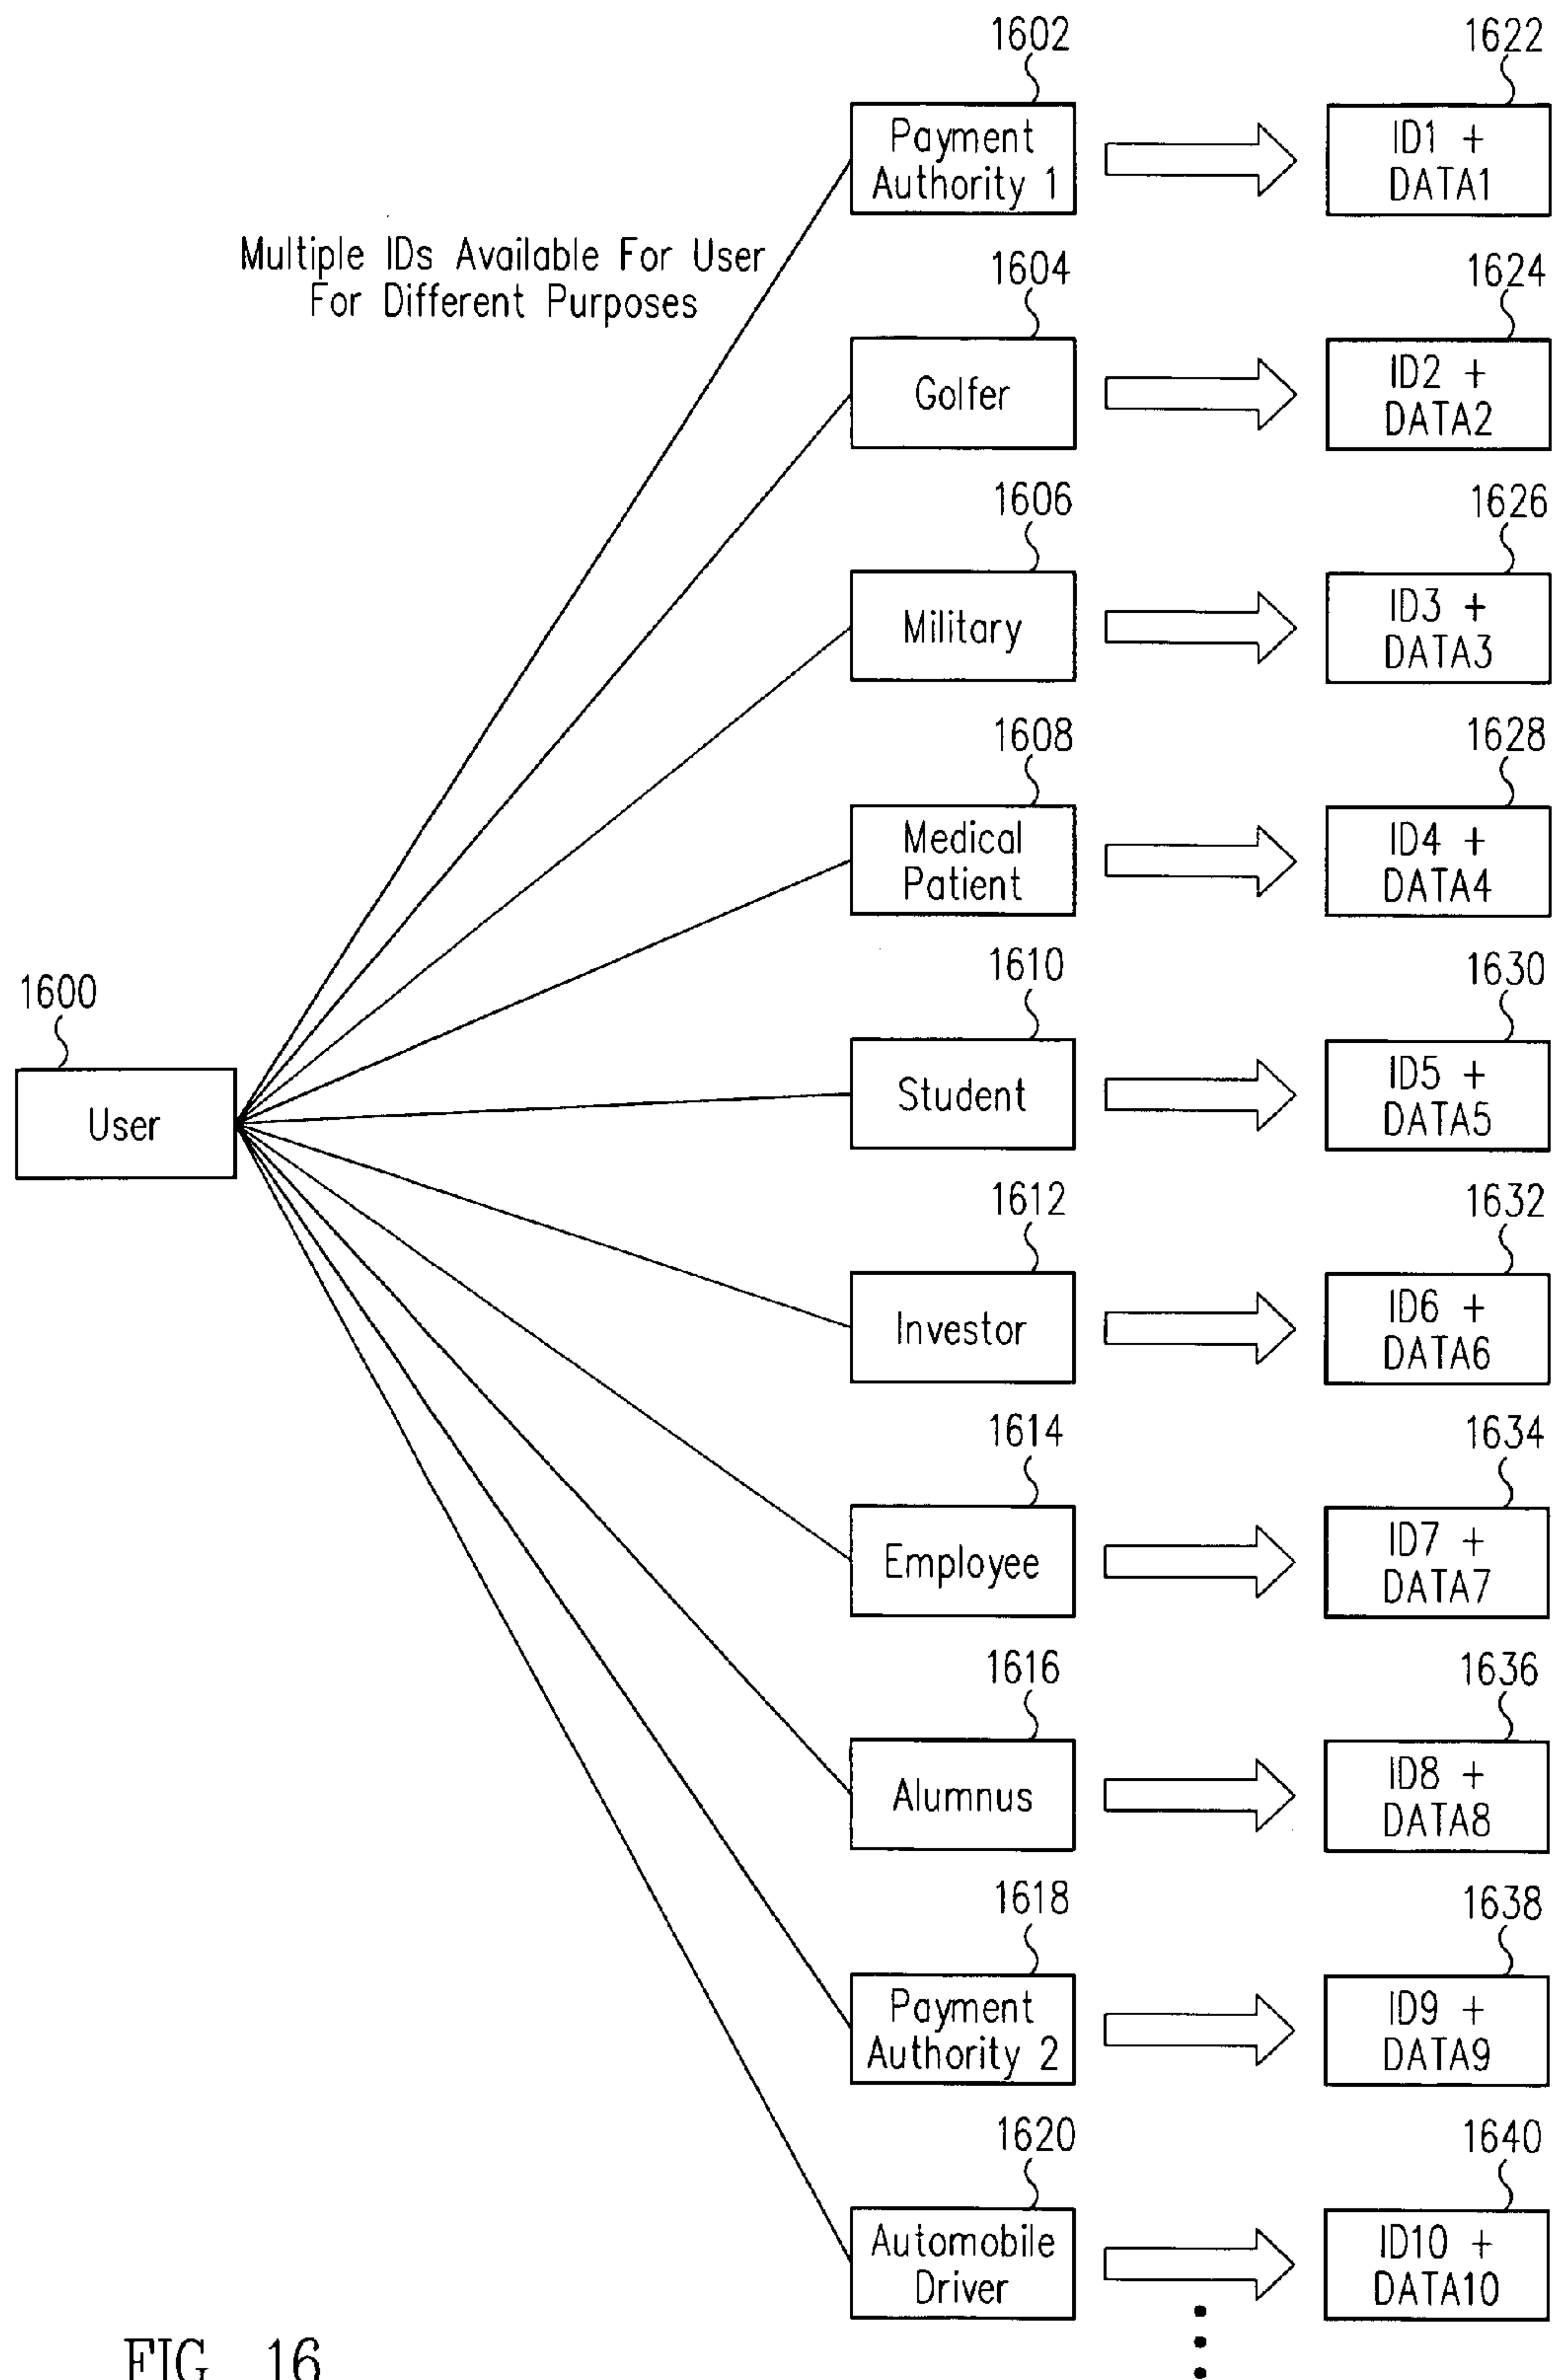 1602
1622
Payment
Authority 1
ID1 +
DATA1
Multiple IDs Available For User
For Different Purposes
1604
1624
Golfer
ID2 +
DATA2
1606
1626
Military
ID3 +
DATA3
1608
1628
Medical
Patient
ID4 +
DATA4
1610
1630
Student
ID5 +
DATA5
1600
User
1612
1632
Investor
ID6 +
DATA6
1614
1634
Employee
ID7 +
DATA7
1616
1636
Alumnus
ID8 +
DATA8
1618
1638
Payment
Authority 2
ID9 +
DATA9
1620
1640
Automobile
Driver
ID10 +
DATA10
FIG. 16